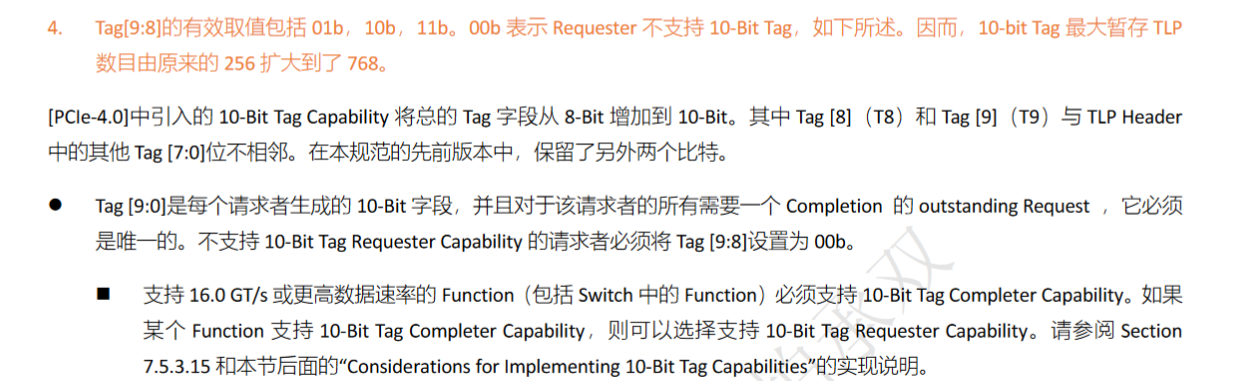 4. Tag[9:8]的有效取值包括 01b，10b，11b。00b 表示 Requester 不支持 10-Bit Tag，如下所述。因而，10-bit Tag 最大暂存 TLP
数目由原来的 256 扩大到了 768。
[PCIe-4.0]中引入的 10-Bit Tag Capability 将总的 Tag 字段从 8-Bit 增加到 10-Bit。其中 Tag [8]（T8）和 Tag [9]（T9）与 TLP Header
中的其他 Tag [7:0]位不相邻。在本规范的先前版本中，保留了另外两个比特。
● Tag [9:0]是每个请求者生成的 10-Bit 字段，并且对于该请求者的所有需要一个 Completion 的 outstanding Request ，它必须
是唯一的。不支持 10-Bit Tag Requester Capability 的请求者必须将 Tag [9:8]设置为 00b。
■ 支持 16.0 GT/s 或更高数据速率的 Function（包括 Switch 中的 Function）必须支持 10-Bit Tag Completer Capability。如果
某个 Function 支持 10-Bit Tag Completer Capability，则可以选择支持 10-Bit Tag Requester Capability。请参阅 Section
7.5.3.15 和本节后面的“Considerations for Implementing 10-Bit Tag Capabilities”的实现说明。
承双